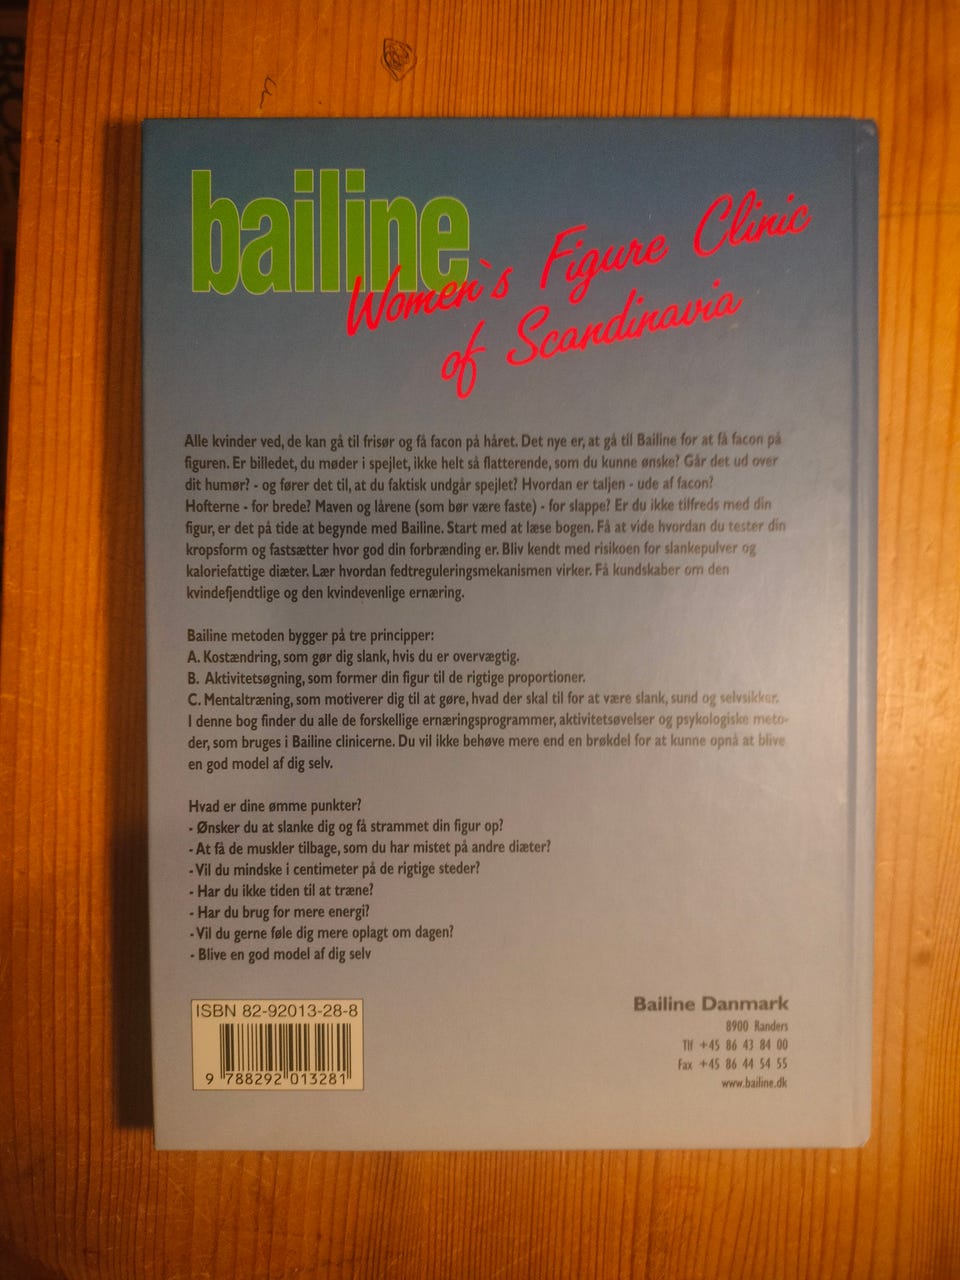 bailine
Women`s Figure Clinic
of Scandinavia
Alle kvinder ved, de kan gå til frisør og få facon på håret. Det nye er, at gå til Bailine for at få facon på
figuren. Er billedet, du møder i spejlet, ikke helt så flatterende, som du kunne ønske? Går det ud over
dit humør? - og fører det til, at du faktisk undgår spejlet? Hvordan er taljen - ude af facon?
Hofterne - for brede? Maven og lårene (som bør være faste) - for slappe? Er du ikke tilfreds med din
figur, er det på tide at begynde med Bailine. Start med at læse bogen. Få at vide hvordan du tester din
kropsform og fastsætter hvor god din forbrænding er. Bliv kendt med risikoen for slankepulver og
kaloriefattige diæter. Lær hvordan fedtreguleringsmekanismen virker. Få kundskaber om den
kvindefjendtlige og den kvindevenlige ernæring.
Bailine metoden bygger på tre principper:
A. Kostændring, som gør dig slank, hvis du er overvægtig.
B. Aktivitetsøgning, som former din figur til de rigtige proportioner.
C. Mentaltræning, som motiverer dig til at gøre, hvad der skal til for at være slank, sund og selvsikker.
I denne bog finder du alle de forskellige ernæringsprogrammer, aktivitetsøvelser og psykologiske meto-
der, som bruges i Bailine clinicerne. Du vil ikke behøve mere end en brøkdel for at kunne opnå at blive
en god model af dig selv.
Hvad er dine ømme punkter?
- Ønsker du at slanke dig og få strammet din figur op?
- At få de muskler tilbage, som du har mistet på andre diæter?
- Vil du mindske i centimeter på de rigtige steder?
- Har du ikke tiden til at træne?
- Har du brug for mere energi?
- Vil du gerne føle dig mere oplagt om dagen?
- Blive en god model af dig selv
ISBN 82-92013-28-8
9 788292 013281
Bailine Danmark
8900 Randers
Tlf +45 86 43 84 00
Fax +45 86 44 54 55
www.bailine.dk